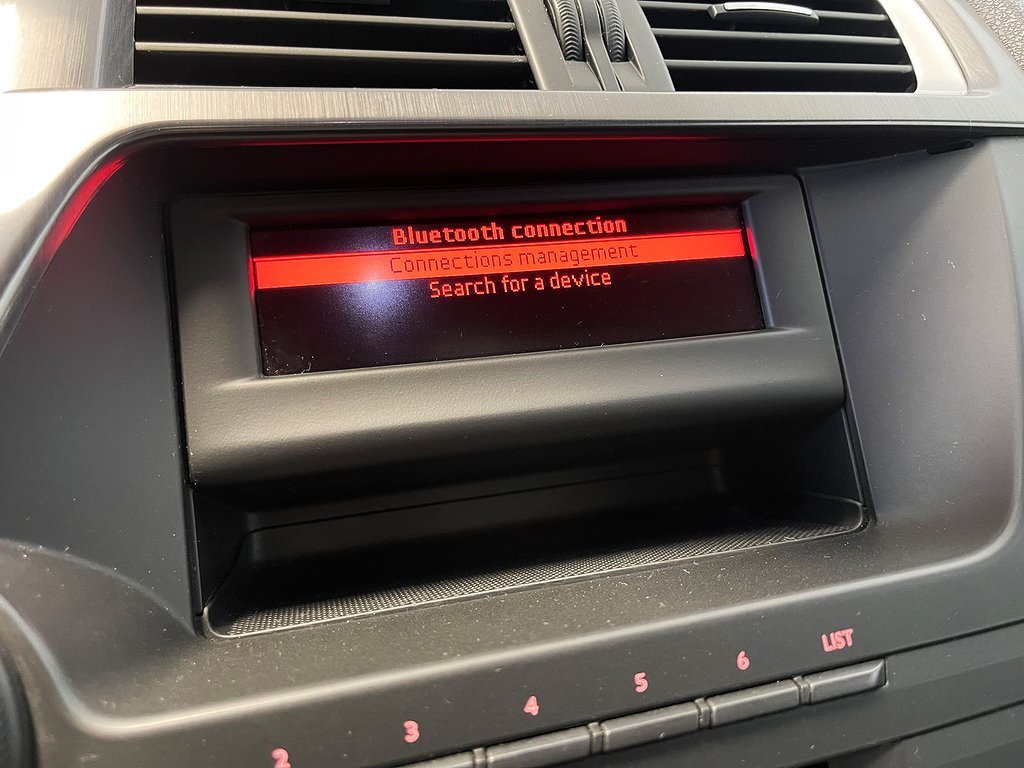 Bluetooth connection
Connections management
Search for a device
2 3 4 5 6 LIST